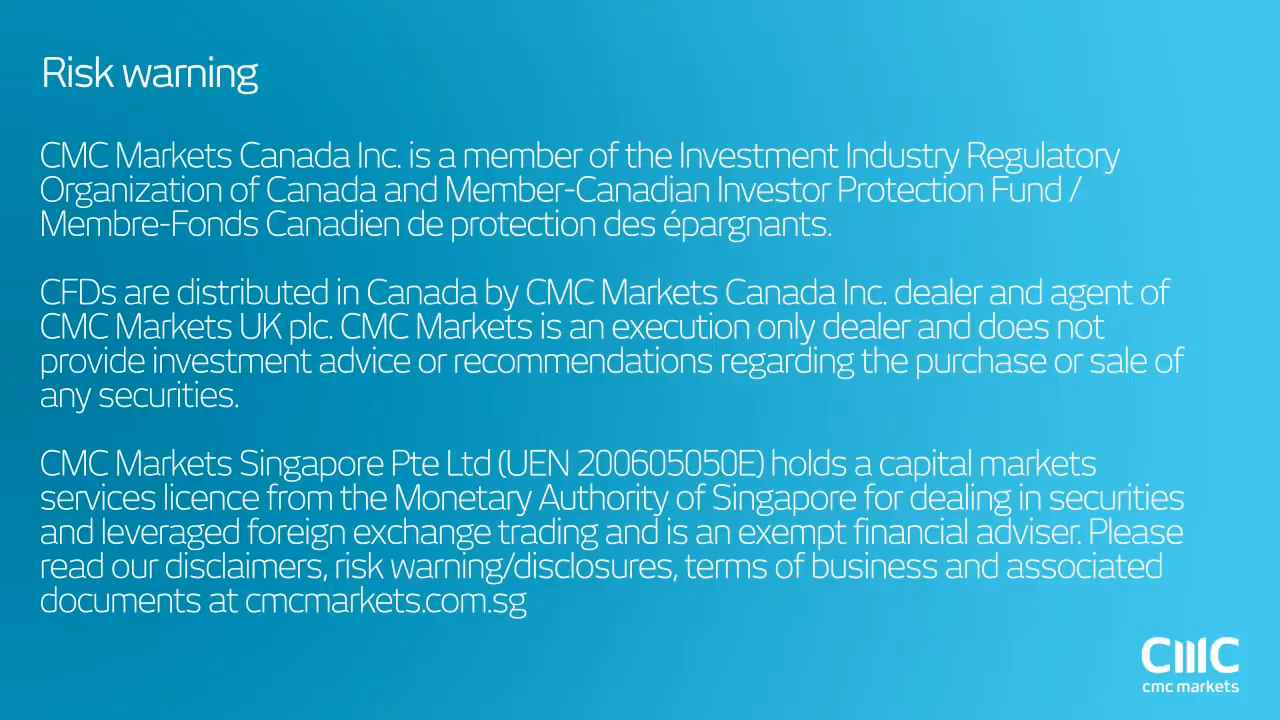 Risk warning
CMC Markets Canada Inc. is a member of the Investment Industry Regulatory
Organization of Canada and Member-Canadian Investor Protection Fund /
Membre-Fonds Canadien de protection des épargnants.
CFDs are distributed in Canada by CMC Markets Canada Inc. dealer and agent of
CMC Markets UK plc. CMC Markets is an execution only dealer and does not
provide investment advice or recommendations regarding the purchase or sale of
any securities.
CMC Markets Singapore Pte Ltd (UEN 200605050E) holds a capital markets
services licence from the Monetary Authority of Singapore for dealing in securities
and leveraged foreign exchange trading and is an exempt financial adviser. Please
read our disclaimers, risk warning/disclosures, terms of business and associated
documents at cmcmarkets.com.sg
CMC
cmc markets